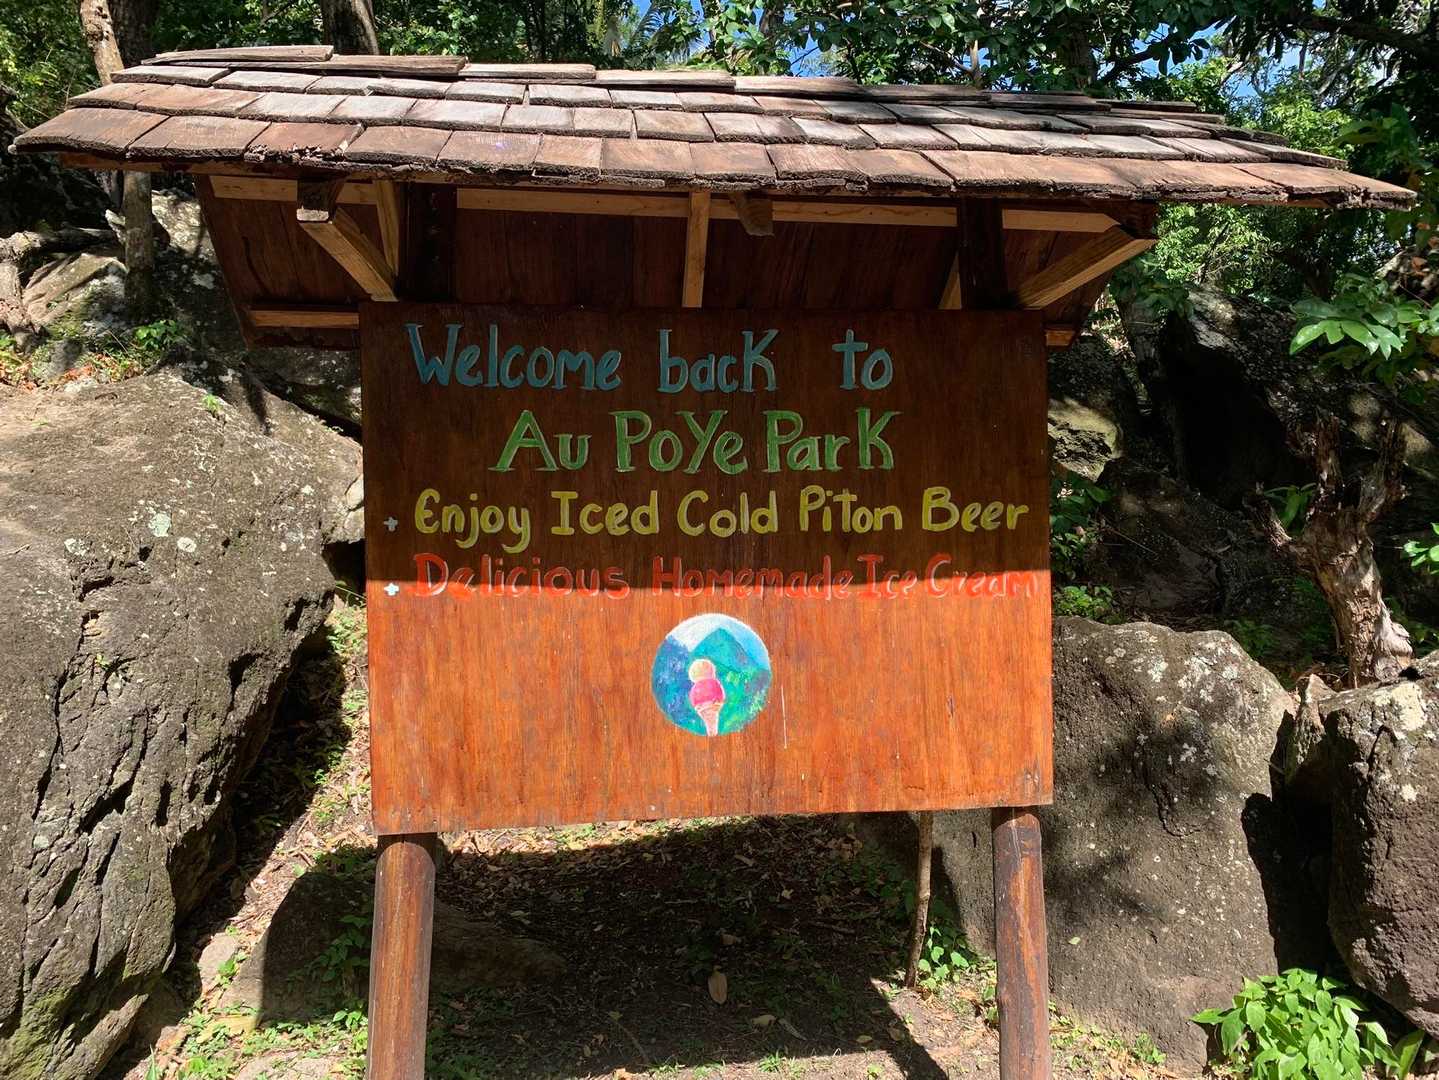 Welcome back to
Au PoYe Park
+ Enjoy Iced Cold Piton Beer
+ Delicious Homemade Ice Cream